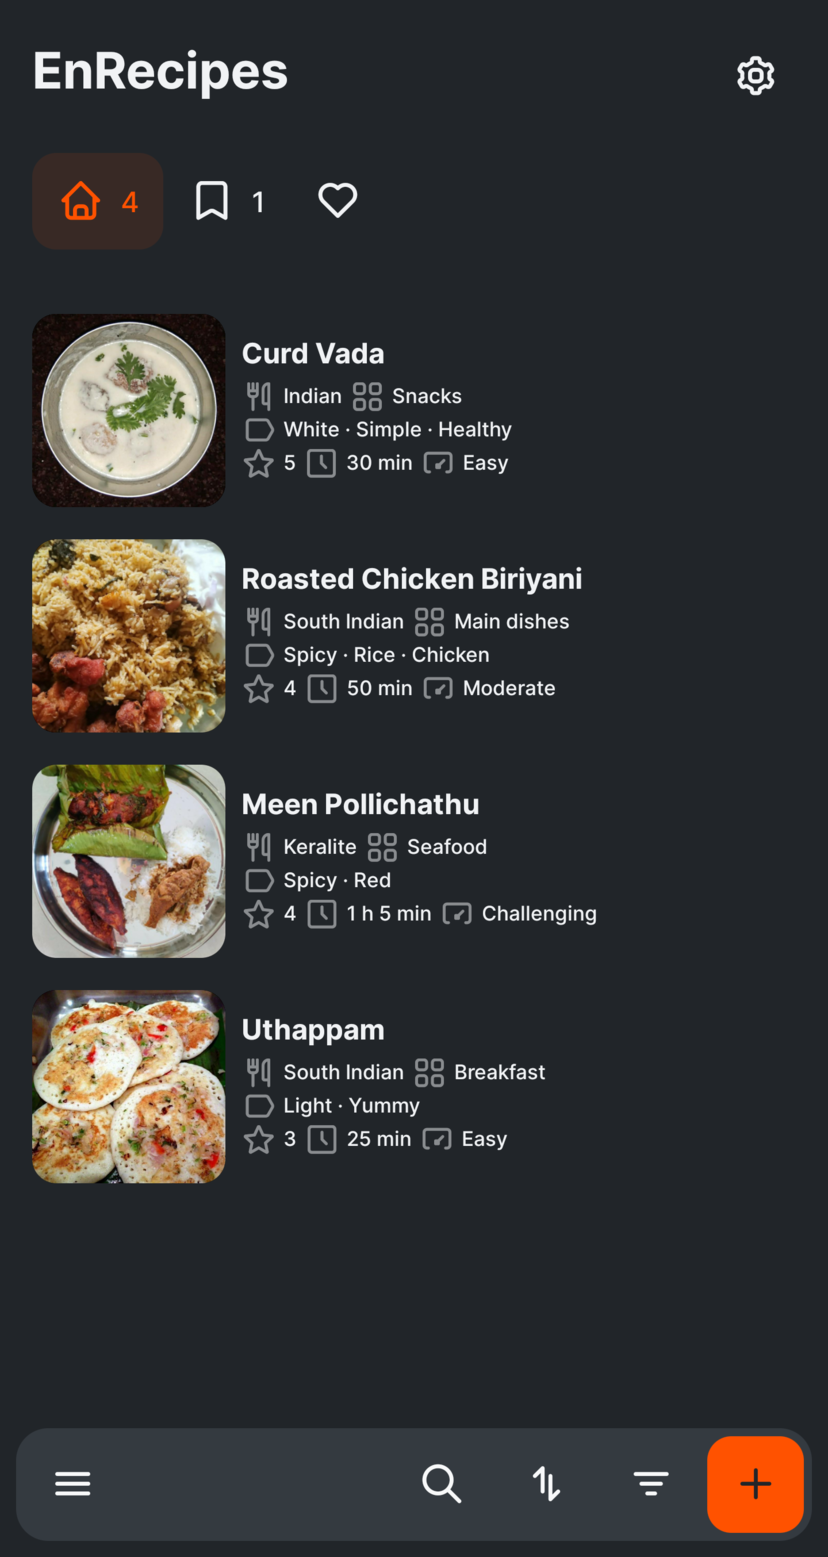 EnRecipes
4 1
Curd Vada
Indian Snacks
White · Simple · Healthy
5 30 min Easy
Roasted Chicken Biriyani
South Indian Main dishes
Spicy · Rice · Chicken
4 50 min Moderate
Meen Pollichathu
Keralite Seafood
Spicy · Red
4 1 h 5 min Challenging
Uthappam
South Indian Breakfast
Light · Yummy
3 25 min Easy